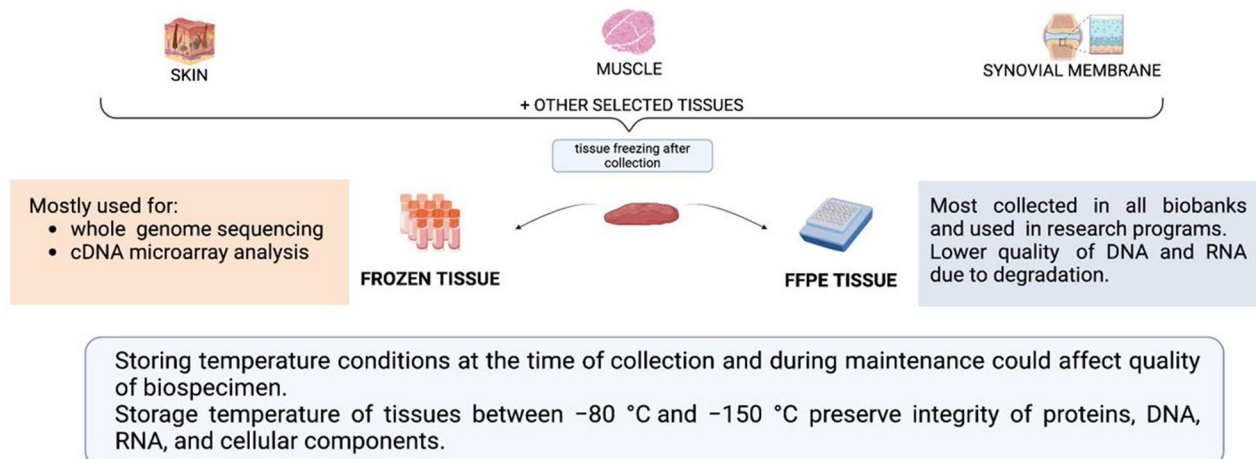 SKIN
MUSCLE
SYNOVIAL MEMBRANE
+ OTHER SELECTED TISSUES
tissue freezing after
collection
Mostly used for:
• whole genome sequencing
• cDNA microarray analysis
FROZEN TISSUE
FFPE TISSUE
Most collected in all biobanks
and used in research programs.
Lower quality of DNA and RNA
due to degradation.
Storing temperature conditions at the time of collection and during maintenance could affect quality
of biospecimen.
Storage temperature of tissues between −80 °C and −150 °C preserve integrity of proteins, DNA,
RNA, and cellular components.